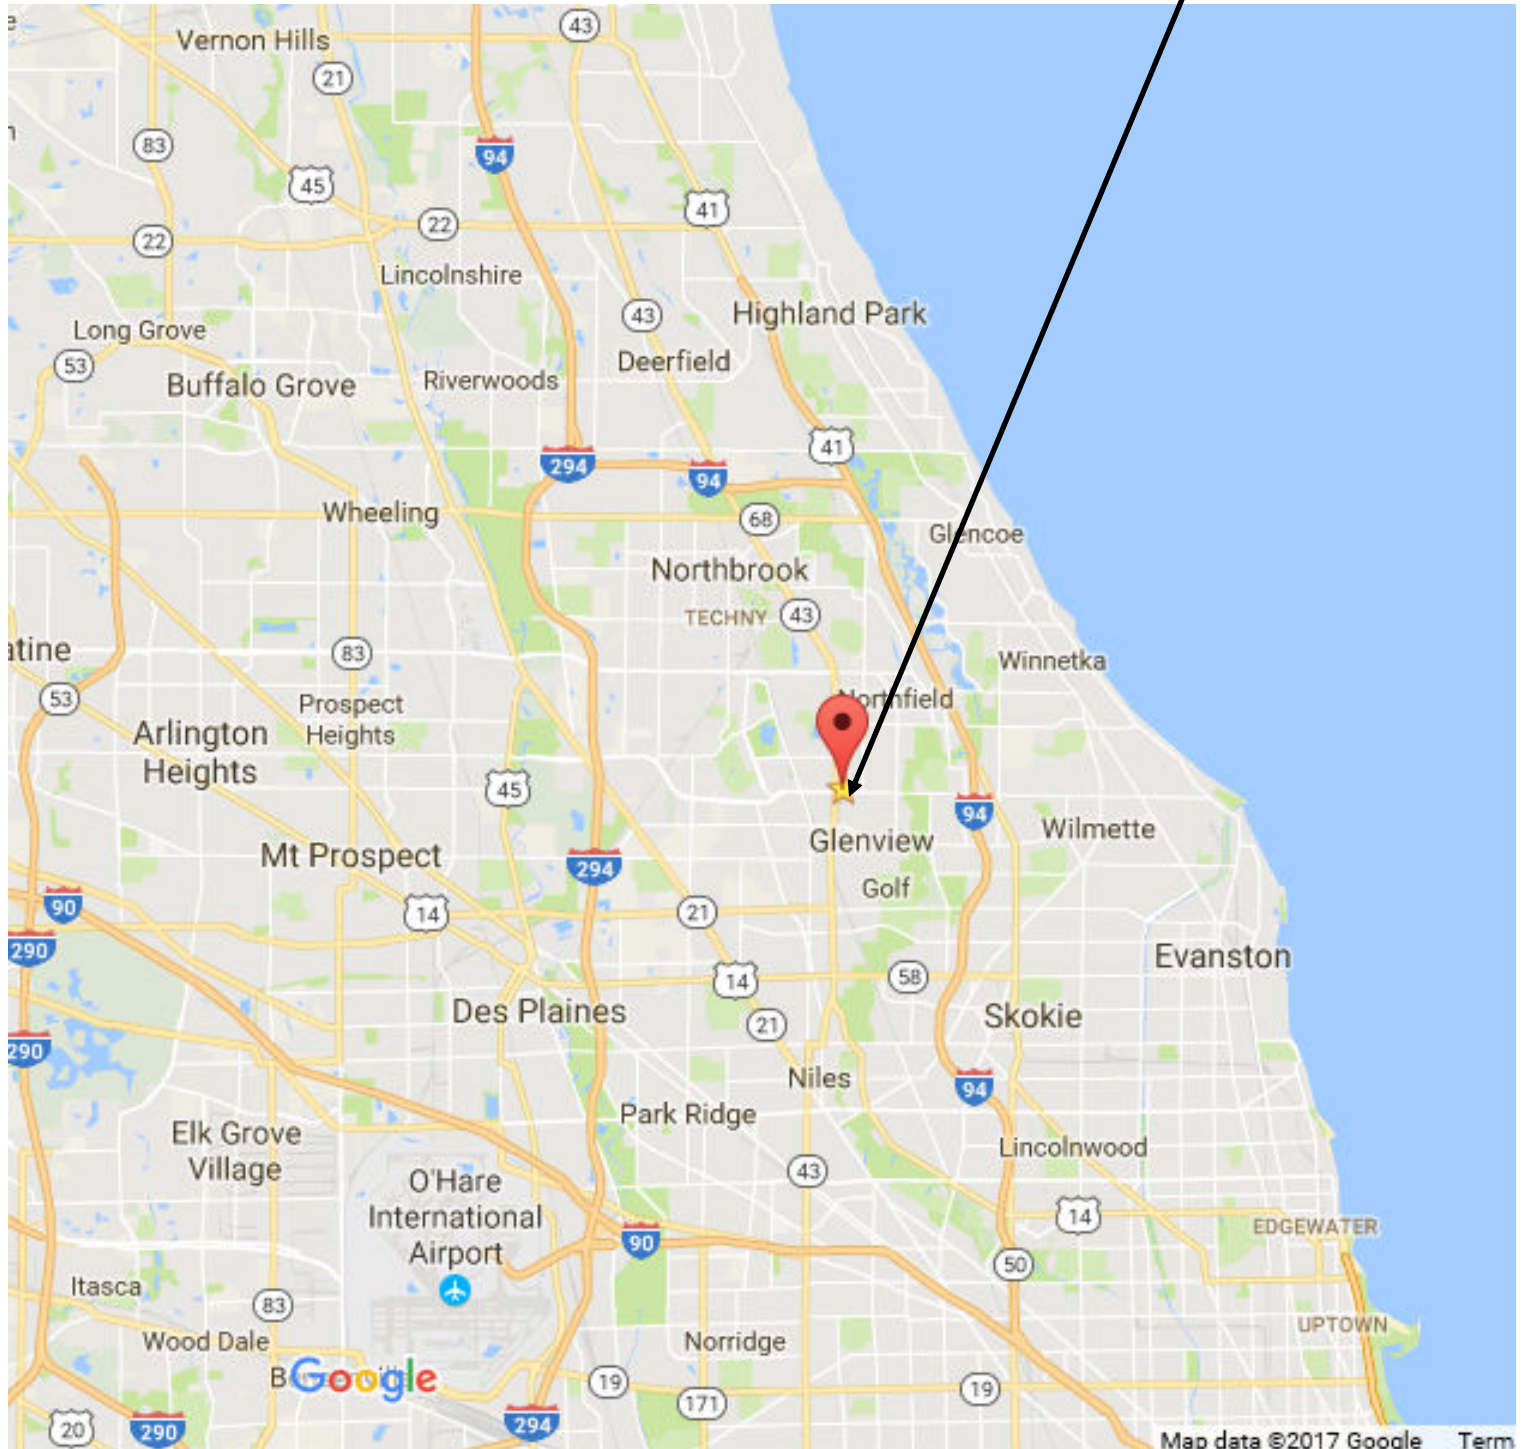 43
Vernon Hills
21
83
94
45
41
22
22
Lincolnshire
Highland Park
43
Long Grove
53
Deerfield
Buffalo Grove
Riverwoods
41
294
94
Wheeling
68
Glencoe
Northbrook
TECHNY
43
atine
83
Winnetka
53
Prospect
Heights
Northfield
Arlington
Heights
45
94
Wilmette
Glenview
Mt Prospect
294
Golf
90
14
21
290
Evanston
58
14
Des Plaines
Skokie
21
290
Niles
94
Park Ridge
Elk Grove
Village
Lincolnwood
43
O'Hare
International
Airport
14
EDGEWATER
90
50
Itasca
83
UPTOWN
Wood Dale
Norridge
Google
19
19
171
20
290
294
Map data ©2017 Google
Term